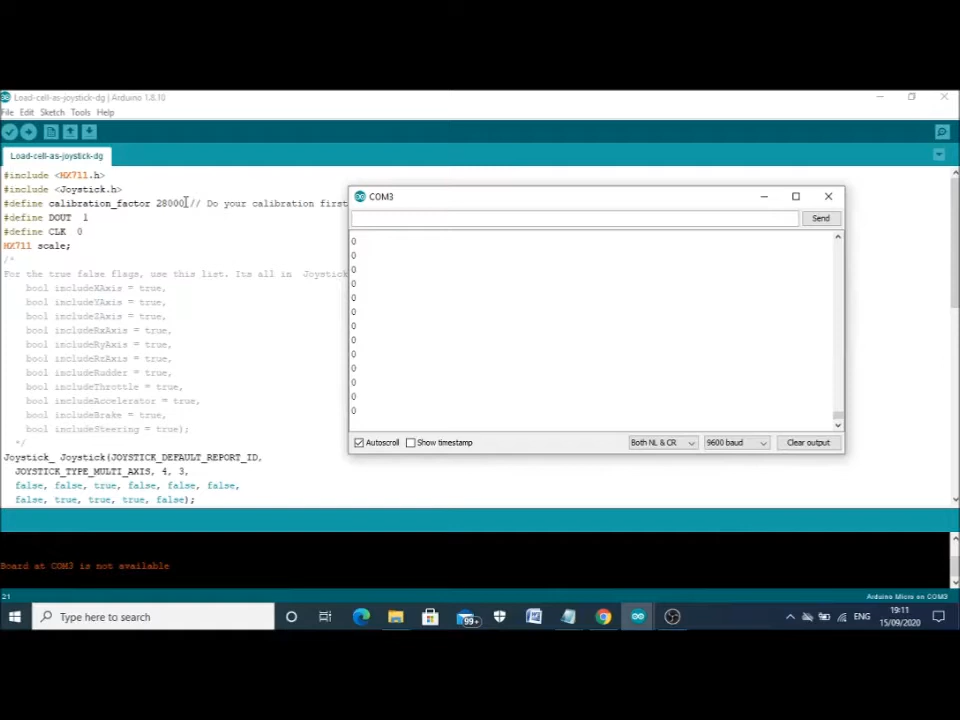 Load-cell-as-joystick-dg | Arduino 1.8.10
File Edit Sketch Tools Help
Load-cell-as-joystick-dg
#include <HX711.h>
#include <Joystick.h>
#define calibration_factor 28000 // Do your calibration first
#define DOUT 1
#define CLK 0
HX711 scale;
/*
For the true false flags, use this list. Its all in Joystick
bool includeXAxis = true,
bool includeYAxis = true,
bool includeZAxis = true,
bool includeRxAxis = true,
bool includeRyAxis = true,
bool includeRzAxis = true,
bool includeRudder = true,
bool includeThrottle = true,
bool includeAccelerator = true,
bool includeBrake = true,
bool includeSteering = true);
*/
Joystick_ Joystick(JOYSTICK_DEFAULT_REPORT_ID,
JOYSTICK_TYPE_MULTI_AXIS, 4, 3,
false, false, true, false, false, false,
false, true, true, true, false);
COM3
Send
0
0
0
0
0
0
0
0
0
0
0
0
0
Autoscroll Show timestamp Both NL & CR 9600 baud Clear output
Board at COM3 is not available
21 Arduino Micro on COM3
Type here to search 99+ ENG 19:11
15/09/2020